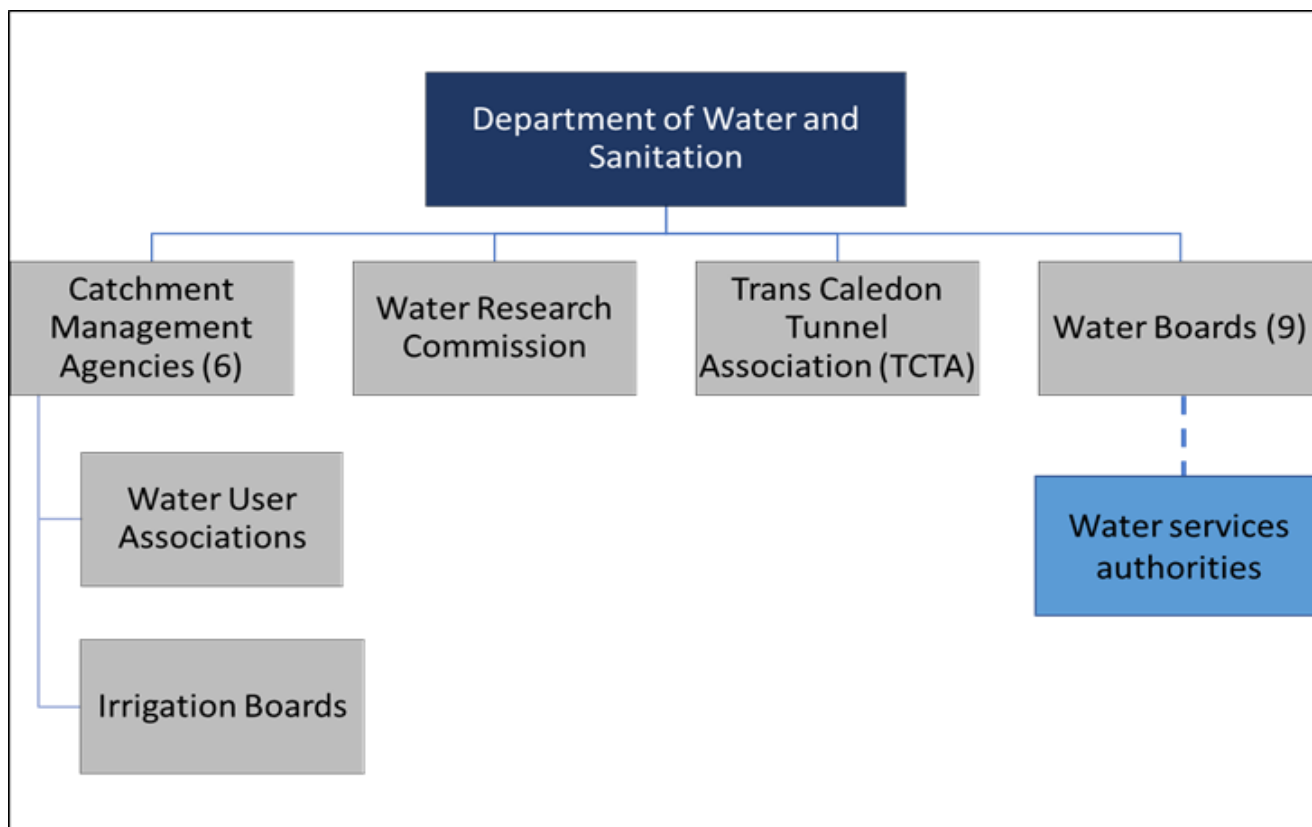 Department of Water and
Sanitation
Catchment
Management
Agencies (6)
Water Research
Commission
Trans Caledon
Tunnel
Association (TCTA)
Water Boards (9)
Water User
Associations
Water services
authorities
Irrigation Boards